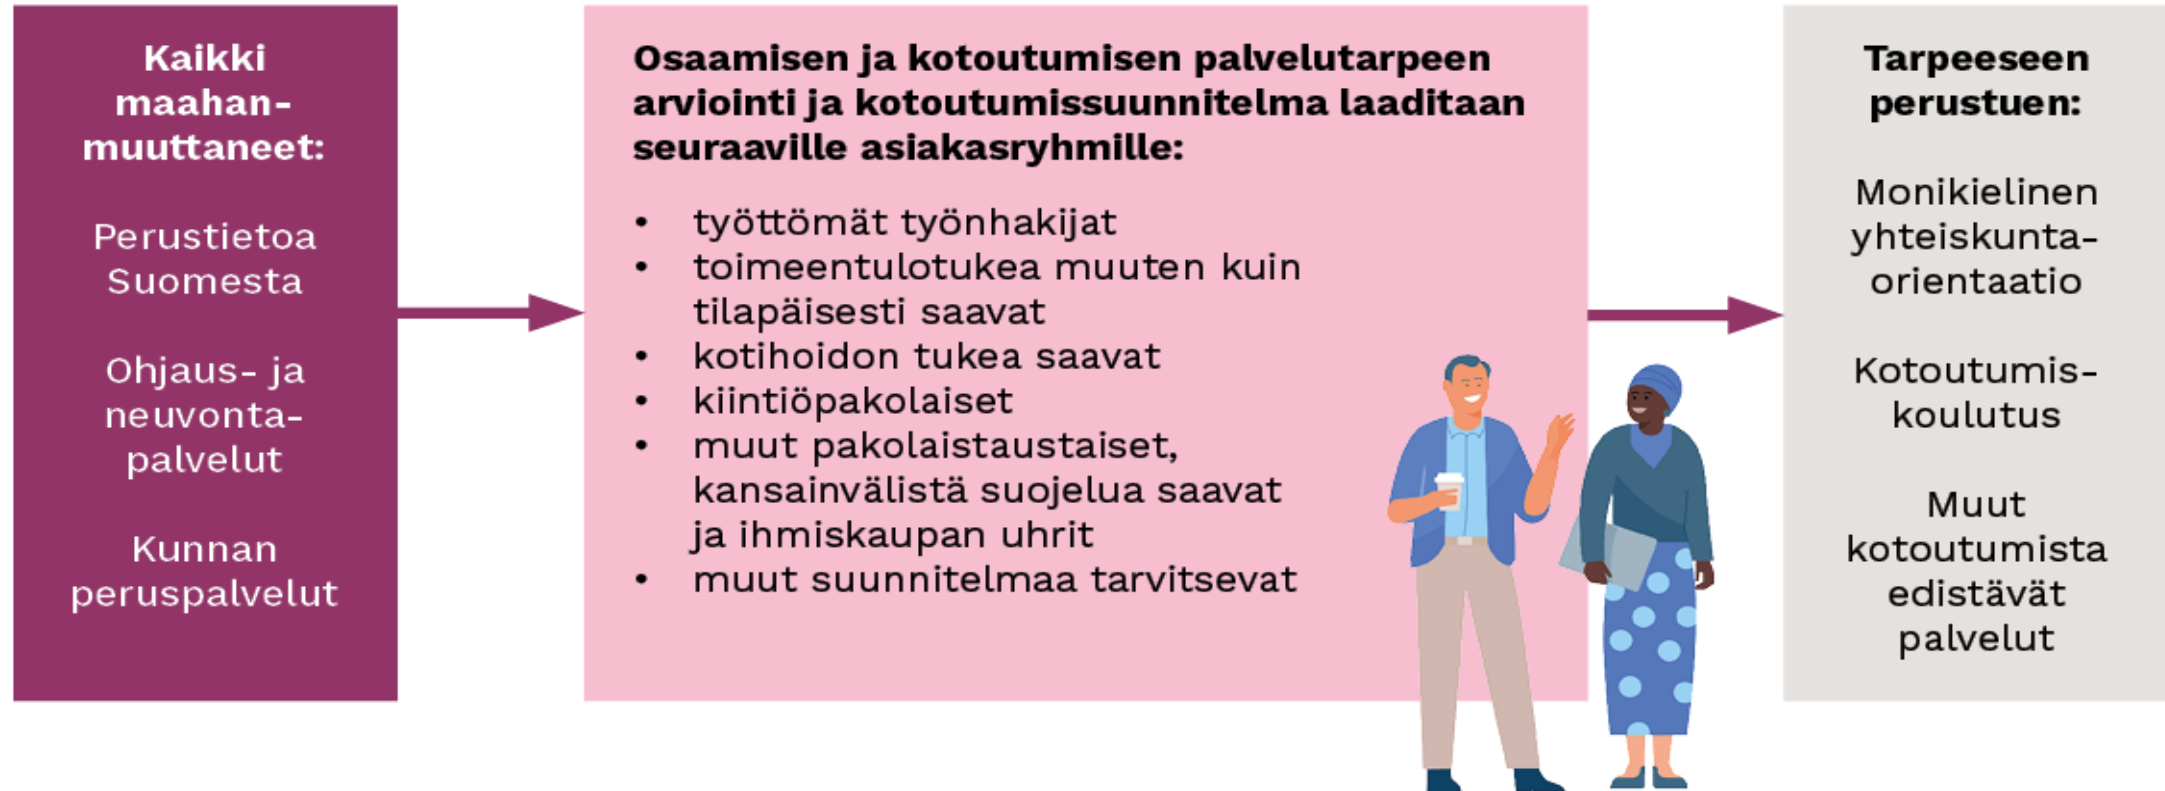 Kaikki
maahan-
muuttaneet:
Perustietoa
Suomesta
Ohjaus- ja
neuvonta-
palvelut
Kunnan
peruspalvelut
Osaamisen ja kotoutumisen palvelutarpeen
arviointi ja kotoutumissuunnitelma laaditaan
seuraaville asiakasryhmille:
• työttömät työnhakijat
• toimeentulotukea muuten kuin
tilapäisesti saavat
• kotihoidon tukea saavat
• kiintiöpakolaiset
• muut pakolaistaustaiset,
kansainvälistä suojelua saavat
ja ihmiskaupan uhrit
• muut suunnitelmaa tarvitsevat
Tarpeeseen
perustuen:
Monikielinen
yhteiskunta-
orientaatio
Kotoutumis-
koulutus
Muut
kotoutumista
edistävät
palvelut